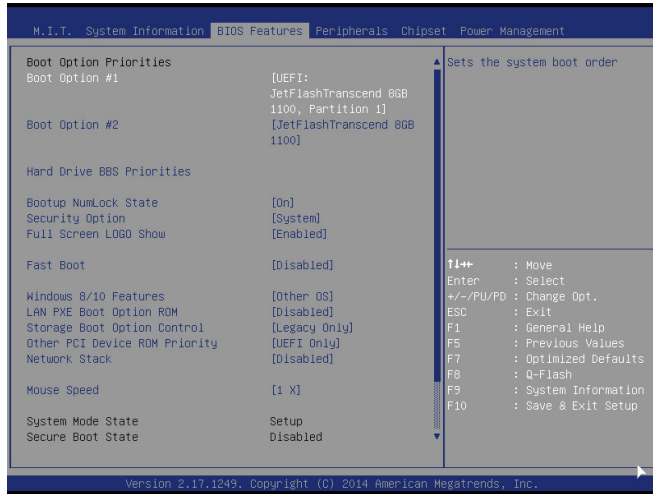 M.I.T. System Information BIOS Features Peripherals Chipset Power Management
Boot Option Priorities
Boot Option #1 [UEFI:
JetFlashTranscend 8GB
1100, Partition 1]
Boot Option #2 [JetFlashTranscend 8GB
1100]
Hard Drive BBS Priorities
Bootup NumLock State [On]
Security Option [System]
Full Screen LOGO Show [Enabled]
Fast Boot [Disabled]
Windows 8/10 Features [Other OS]
LAN PXE Boot Option ROM [Disabled]
Storage Boot Option Control [Legacy Only]
Other PCI Device ROM Priority [UEFI Only]
Network Stack [Disabled]
Mouse Speed [1 X]
System Mode State Setup
Secure Boot State Disabled
Sets the system boot order
↑↓→← : Move
Enter : Select
+/-/PU/PD : Change Opt.
ESC : Exit
F1 : General Help
F5 : Previous Values
F7 : Optimized Defaults
F8 : Q-Flash
F9 : System Information
F10 : Save & Exit Setup
Version 2.17.1249. Copyright (C) 2014 American Megatrends, Inc.